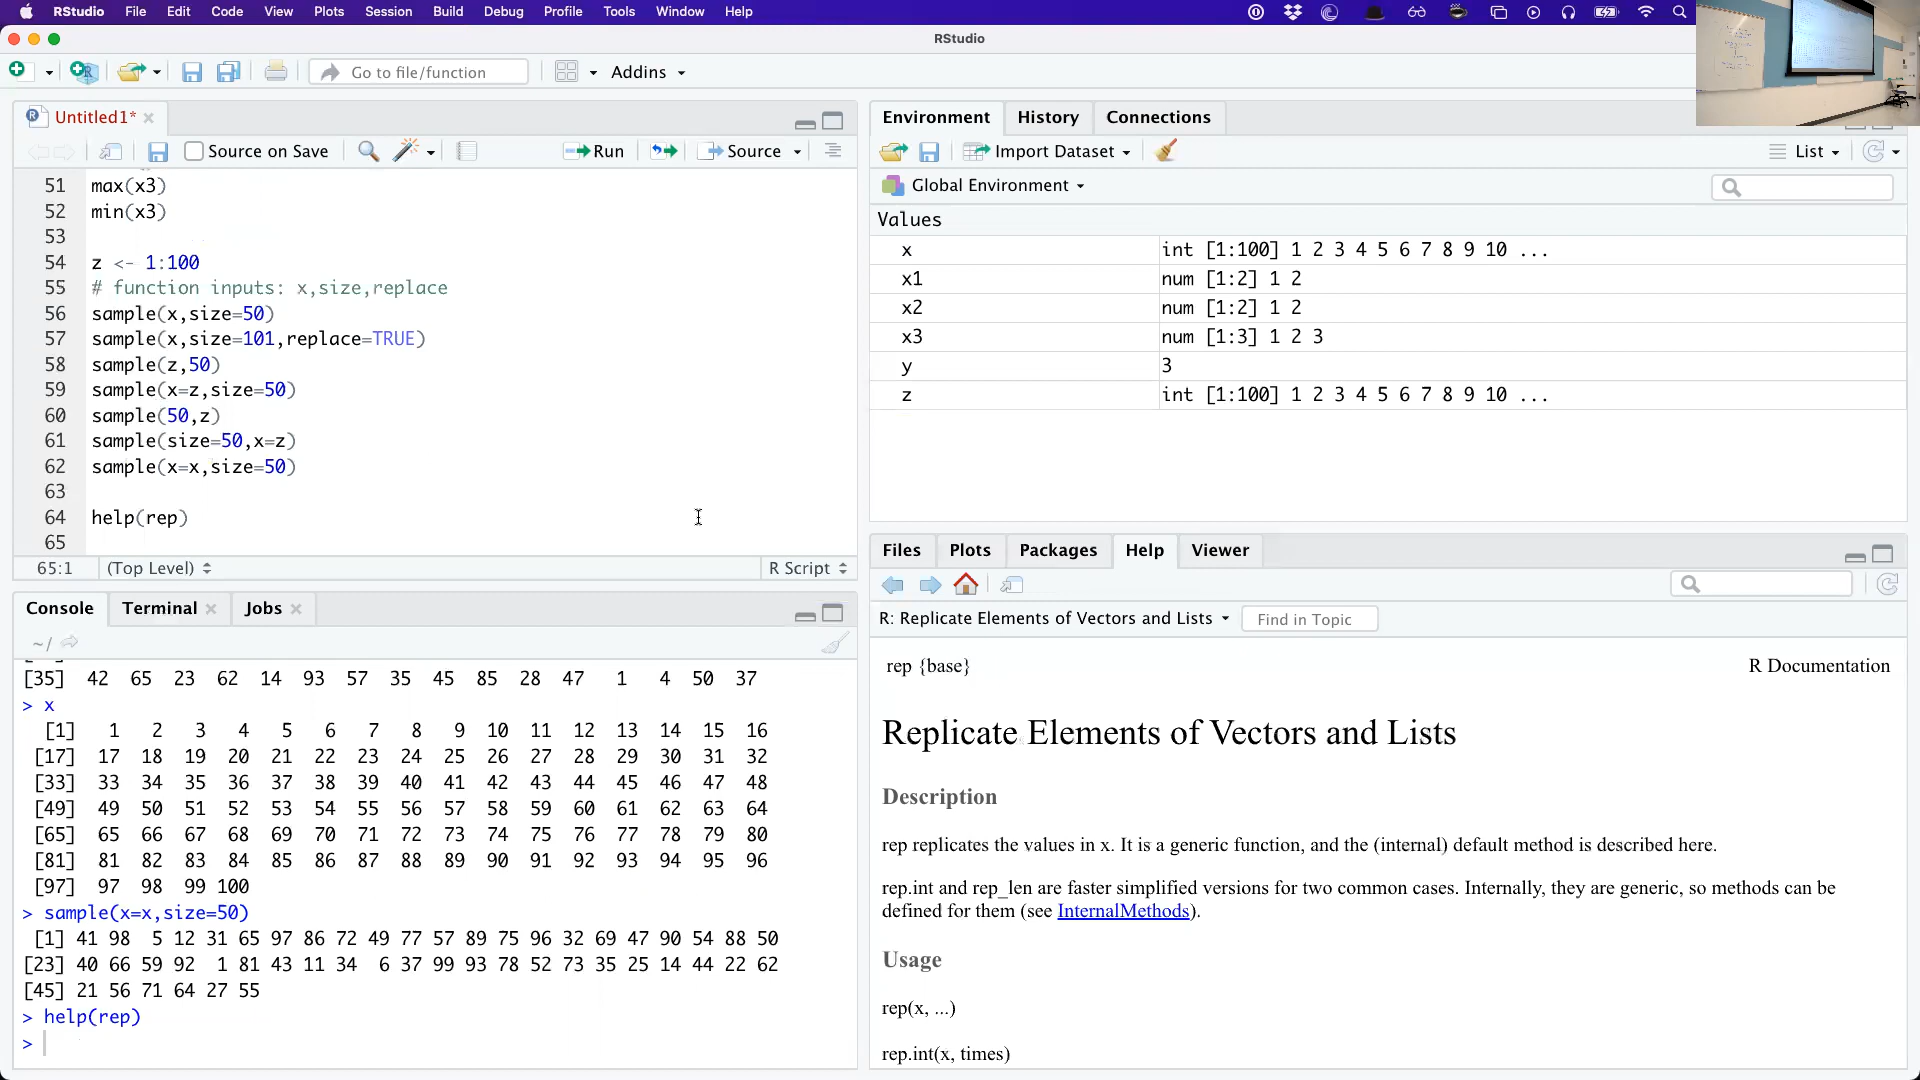 RStudio File Edit Code View Plots Session Build Debug Profile Tools Window Help
RStudio
Go to file/function Addins
Untitled1*
Source on Save Run Source
51 max(x3)
52 min(x3)
53
54 z <- 1:100
55 # function inputs: x,size,replace
56 sample(x,size=50)
57 sample(x,size=101,replace=TRUE)
58 sample(z,50)
59 sample(x=z,size=50)
60 sample(50,z)
61 sample(size=50,x=z)
62 sample(x=x,size=50)
63
64 help(rep)
65
65:1 (Top Level) R Script
Console Terminal Jobs
~/
[35] 42 65 23 62 14 93 57 35 45 85 28 47 1 4 50 37
> x
[1] 1 2 3 4 5 6 7 8 9 10 11 12 13 14 15 16
[17] 17 18 19 20 21 22 23 24 25 26 27 28 29 30 31 32
[33] 33 34 35 36 37 38 39 40 41 42 43 44 45 46 47 48
[49] 49 50 51 52 53 54 55 56 57 58 59 60 61 62 63 64
[65] 65 66 67 68 69 70 71 72 73 74 75 76 77 78 79 80
[81] 81 82 83 84 85 86 87 88 89 90 91 92 93 94 95 96
[97] 97 98 99 100
> sample(x=x,size=50)
[1] 41 98 5 12 31 65 97 86 72 49 77 57 89 75 96 32 69 47 90 54 88 50
[23] 40 66 59 92 1 81 43 11 34 6 37 99 93 78 52 73 35 25 14 44 22 62
[45] 21 56 71 64 27 55
> help(rep)
>
Environment History Connections
Import Dataset List
Global Environment
Values
x int [1:100] 1 2 3 4 5 6 7 8 9 10 ...
x1 num [1:2] 1 2
x2 num [1:2] 1 2
x3 num [1:3] 1 2 3
y 3
z int [1:100] 1 2 3 4 5 6 7 8 9 10 ...
Files Plots Packages Help Viewer
R: Replicate Elements of Vectors and Lists Find in Topic
rep {base} R Documentation
Replicate Elements of Vectors and Lists
Description
rep replicates the values in x. It is a generic function, and the (internal) default method is described here.
rep.int and rep_len are faster simplified versions for two common cases. Internally, they are generic, so methods can be
defined for them (see InternalMethods).
Usage
rep(x, ...)
rep.int(x, times)